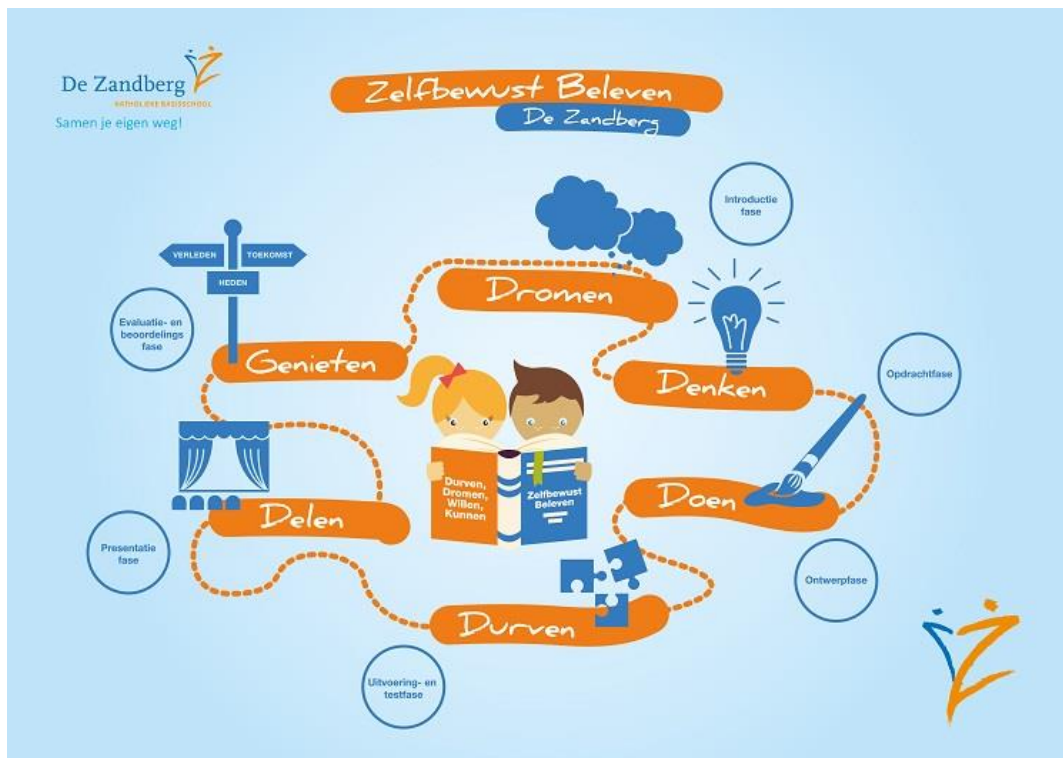 De Zandberg
KATHOLIEKE BASISSCHOOL
Samen je eigen weg!
Zelfbewust Beleven
De Zandberg
Introductie
fase
VERLEDEN
TOEKOMST
HEDEN
Dromen
Evaluatie- en
beoordelings
fase
Genieten
Denken
Opdrachtfase
Durven,
Dromen,
Willen,
Kunnen
Zelfbewust
Beleven
Doen
Delen
Presentatie
fase
Ontwerpfase
Durven
Uitvoering- en
testfase